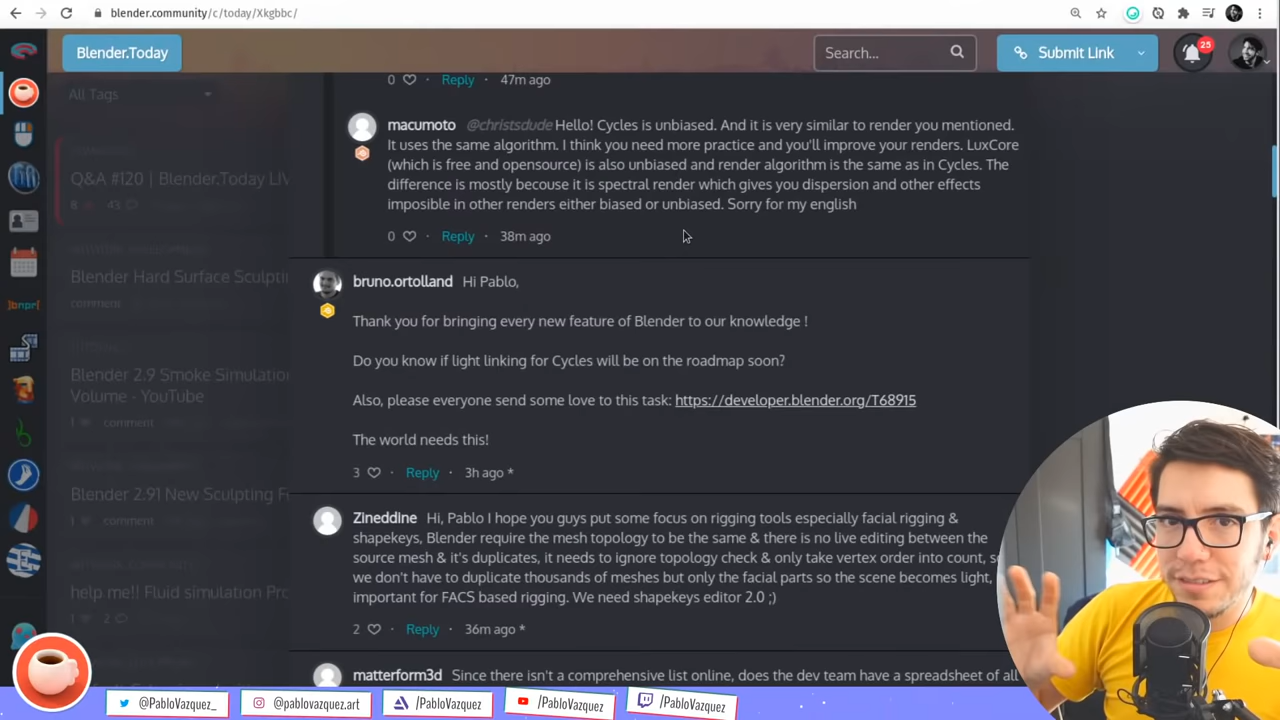 blender.community/c/today/Xkgbbc/
Blender.Today
Search...
Submit Link
25
All Tags
0 · Reply · 47m ago
macumoto @christsdude Hello! Cycles is unbiased. And it is very similar to render you mentioned.
It uses the same algorithm. I think you need more practice and you'll improve your renders. LuxCore
(which is free and opensource) is also unbiased and render algorithm is the same as in Cycles. The
difference is mostly becouse it is spectral render which gives you dispersion and other effects
imposible in other renders either biased or unbiased. Sorry for my english
0 · Reply · 38m ago
Q&A #120 | Blender.Today LIV
8 43
Blender Hard Surface Sculpti
comment
Blender 2.9 Smoke Simulatio
Volume - YouTube
1 comment
Blender 2.91 New Sculpting F
1 comment
help me!! Fluid simulation Pro
1 2
bnpr
bruno.ortolland Hi Pablo,
Thank you for bringing every new feature of Blender to our knowledge !
Do you know if light linking for Cycles will be on the roadmap soon?
Also, please everyone send some love to this task: https://developer.blender.org/T68915
The world needs this!
3 · Reply · 3h ago *
Zineddine Hi, Pablo I hope you guys put some focus on rigging tools especially facial rigging &
shapekeys, Blender require the mesh topology to be the same & there is no live editing between the
source mesh & it's duplicates, it needs to ignore topology check & only take vertex order into count, s
we don't have to duplicate thousands of meshes but only the facial parts so the scene becomes light,
important for FACS based rigging. We need shapekeys editor 2.0 ;)
2 · Reply · 36m ago *
matterform3d Since there isn't a comprehensive list online, does the dev team have a spreadsheet of all
@PabloVazquez_
@pablovazquez.art
/PabloVazquez
/PabloVazquez
/PabloVazquez